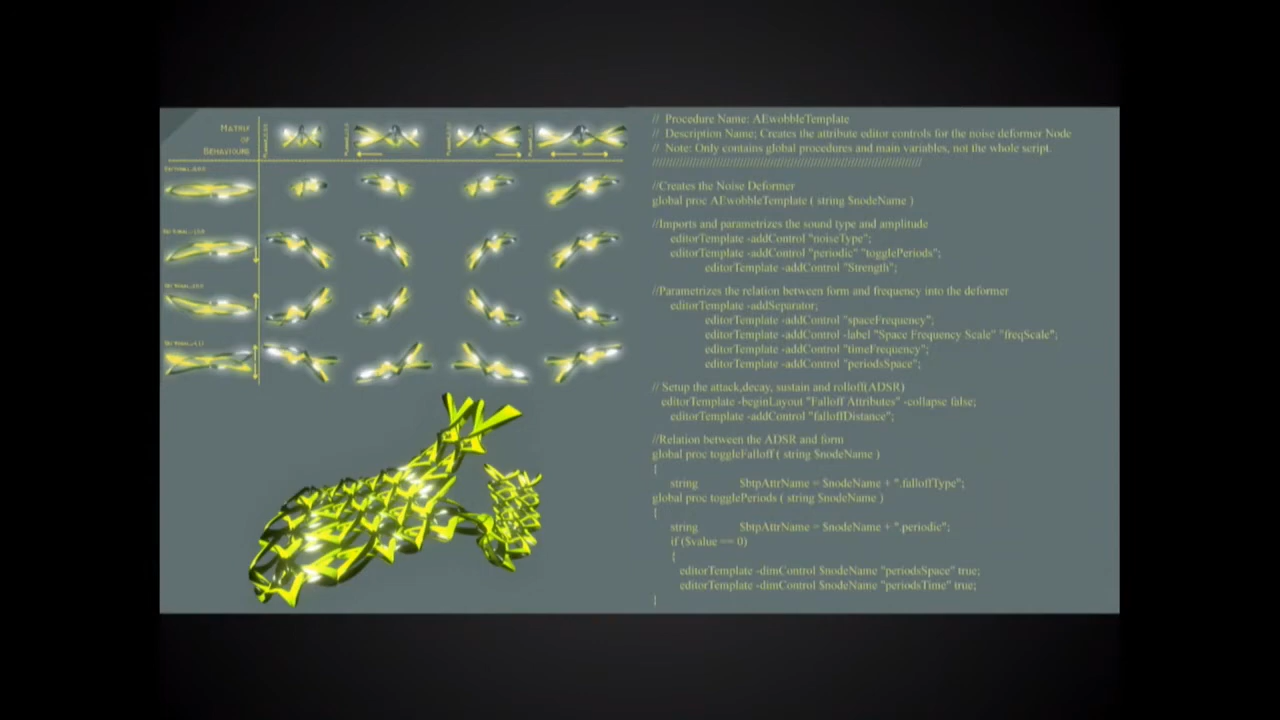 MATRIX
OF
BEHAVIOURS
// Procedure Name: AEwobbleTemplate
// Description Name; Creates the attribute editor controls for the noise deformer Node
// Note: Only contains global procedures and main variables, not the whole script.
//Creates the Noise Deformer
global proc AEwobbleTemplate ( string $nodeName )
//Imports and parametrizes the sound type and amplitude
editorTemplate -addControl "noiseType";
editorTemplate -addControl "periodic" "togglePeriods";
editorTemplate -addControl "Strength";
//Parametrizes the relation between form and frequency into the deformer
editorTemplate -addSeparator;
editorTemplate -addControl "spaceFrequency";
editorTemplate -addControl -label "Space Frequency Scale" "freqScale";
editorTemplate -addControl "timeFrequency";
editorTemplate -addControl "periodsSpace";
// Setup the attack,decay, sustain and rolloff(ADSR)
editorTemplate -beginLayout "Falloff Attributes" -collapse false;
editorTemplate -addControl "falloffDistance";
//Relation between the ADSR and form
global proc toggleFalloff ( string $nodeName )
{
string $btpAttrName = $nodeName + ".falloffType";
global proc togglePeriods ( string $nodeName )
{
string $btpAttrName = $nodeName + ".periodic";
if ($value == 0)
{
editorTemplate -dimControl $nodeName "periodsSpace" true;
editorTemplate -dimControl $nodeName "periodsTime" true;
}